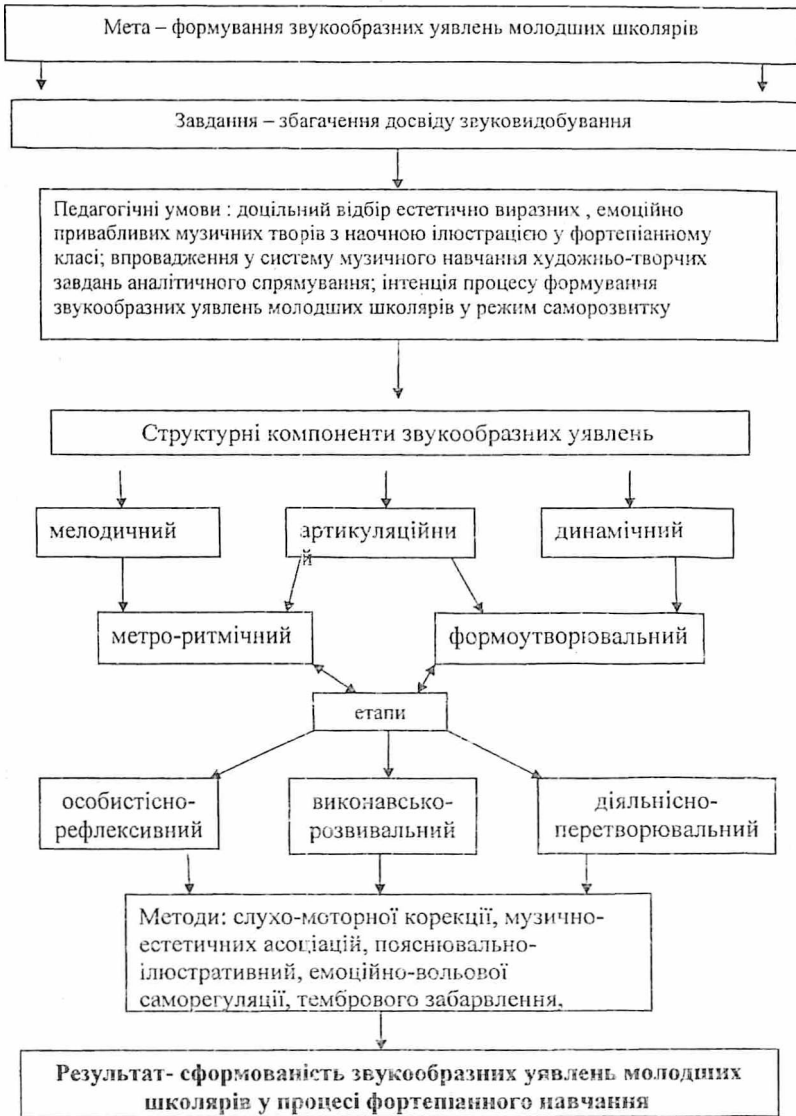 Мета – формування звукообразних уявлень молодших школярів
Завдання – збагачення досвіду звуковидобування
Педагогічні умови : доцільний відбір естетично виразних , емоційно
привабливих музичних творів з наочною ілюстрацією у фортепіанному
класі; впровадження у систему музичного навчання художньо-творчих
завдань аналітичного спрямування; інтенція процесу формування
звукообразних уявлень молодших школярів у режим саморозвитку
Структурні компоненти звукообразних уявлень
мелодичний
артикуляційни
й
динамічний
метро-ритмічний
формоутворювальний
етапи
особистісно-
рефлексивний
виконавсько-
розвивальний
діяльнісно-
перетворювальний
Методи: слухо-моторної корекції, музично-
естетичних асоціацій, пояснювально-
ілюстративний, емоційно-вольової
саморегуляції, тембрового забарвлення,
Результат- сформованість звукообразних уявлень молодших
школярів у процесі фортепіанного навчання